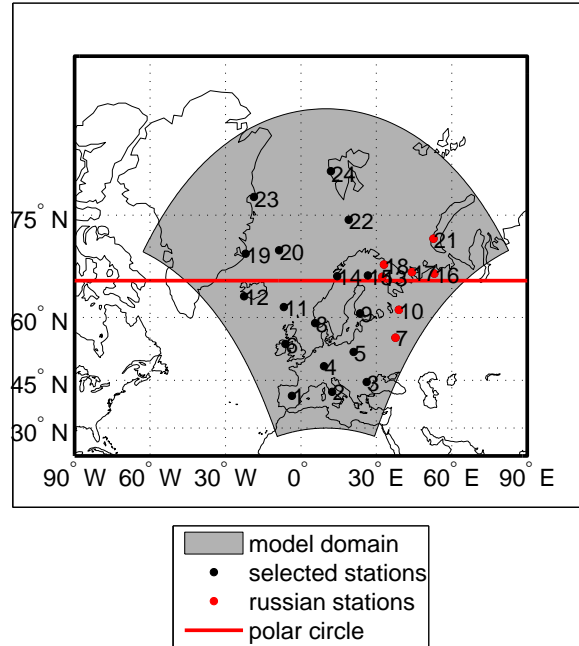 24
23
22
75° N
21
19
20
18
14
15
13
17
16
12
11
10
60° N
8
9
7
6
5
4
45° N
3
1
2
30° N
90° W 60° W 30° W 0° 30° E 60° E 90° E
model domain
selected stations
russian stations
polar circle